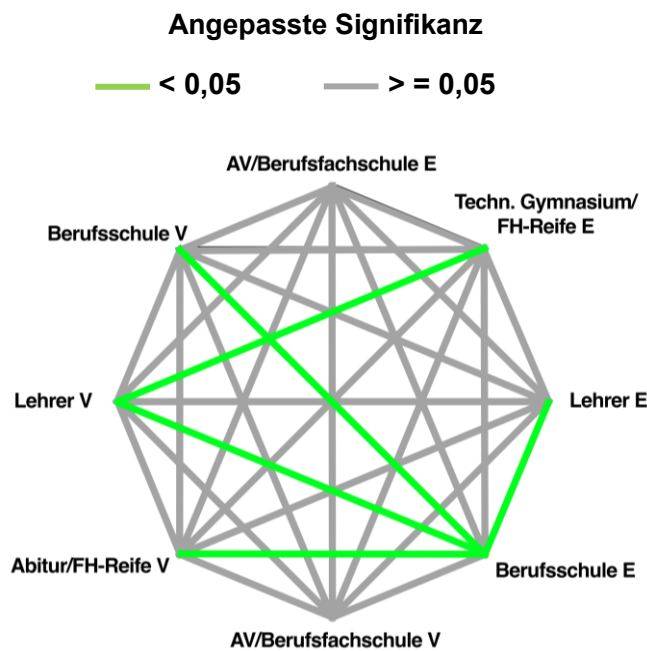 Angepasste Signifikanz
< 0,05
> = 0,05
AV/Berufsfachschule E
Techn. Gymnasium/
FH-Reife E
Berufsschule V
Lehrer V
Lehrer E
Abitur/FH-Reife V
Berufsschule E
AV/Berufsfachschule V